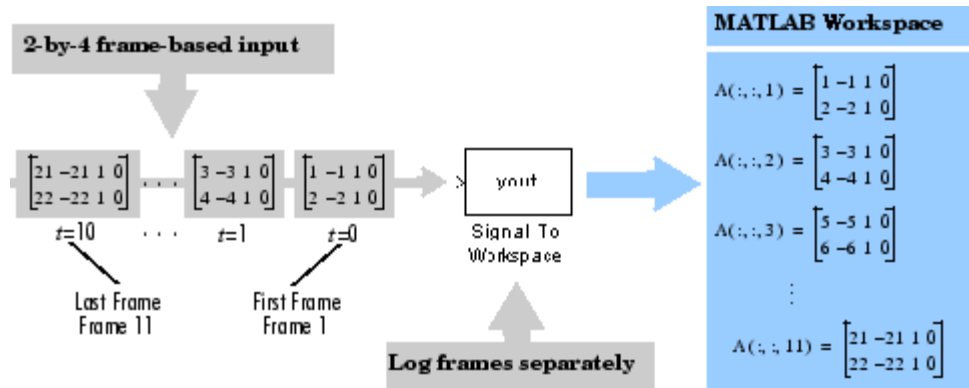 2-by-4 frame-based input
[21 -21 1 0
22 -22 1 0]
. . .
[3 -3 1 0
4 -4 1 0]
[1 -1 1 0
2 -2 1 0]
t=10
. . .
t=1
t=0
Last Frame
Frame 11
First Frame
Frame 1
yout
Signal To
Workspace
Log frames separately
MATLAB Workspace
A(:,:,1) = [1 -1 1 0
2 -2 1 0]
A(:,:,2) = [3 -3 1 0
4 -4 1 0]
A(:,:,3) = [5 -5 1 0
6 -6 1 0]
⋮
A(:,:,11) = [21 -21 1 0
22 -22 1 0]